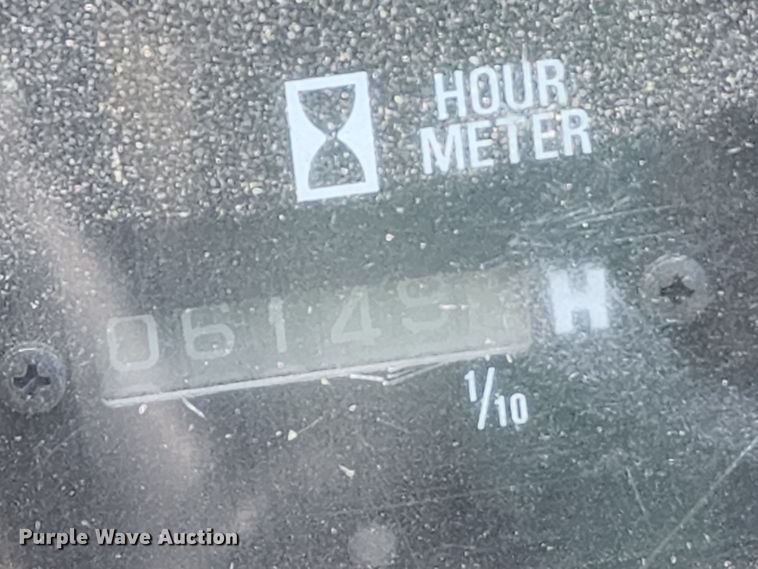 HOUR
METER
06149
H
1/10
Purple Wave Auction